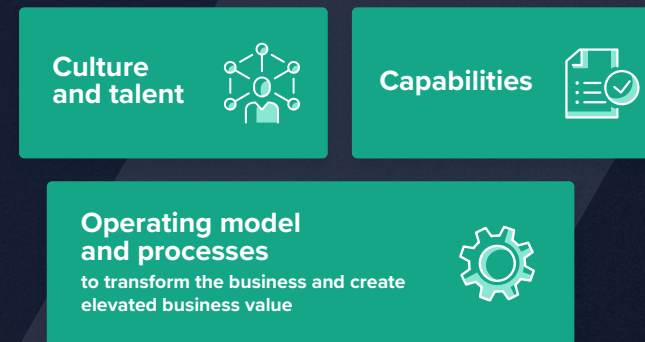 Culture
and talent
Capabilities
Operating model
and processes
to transform the business and create
elevated business value